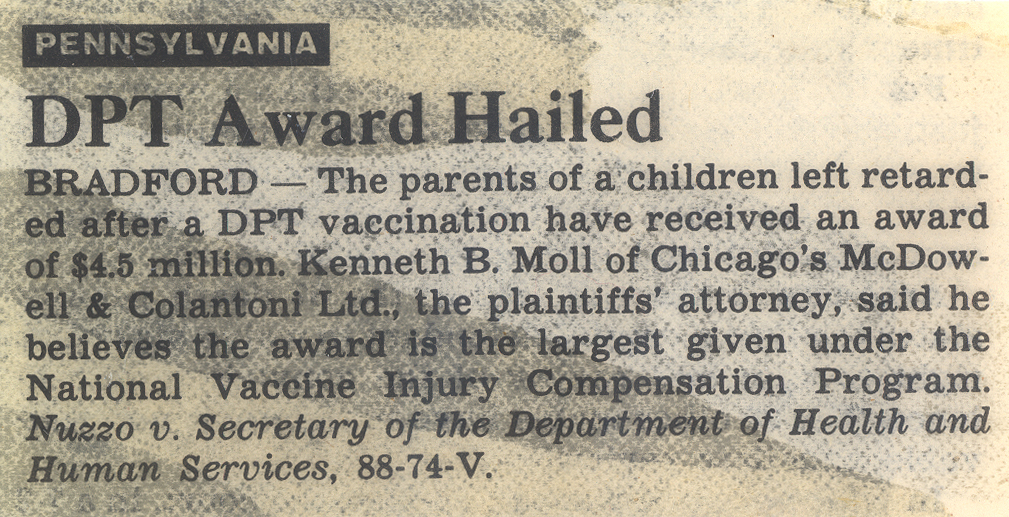 PENNSYLVANIA
DPT Award Hailed
BRADFORD — The parents of a children left retard-
ed after a DPT vaccination have received an award
of $4.5 million. Kenneth B. Moll of Chicago's McDow-
ell & Colantoni Ltd., the plaintiffs' attorney, said he
believes the award is the largest given under the
National Vaccine Injury Compensation Program.
Nuzzo v. Secretary of the Department of Health and
Human Services, 88-74-V.